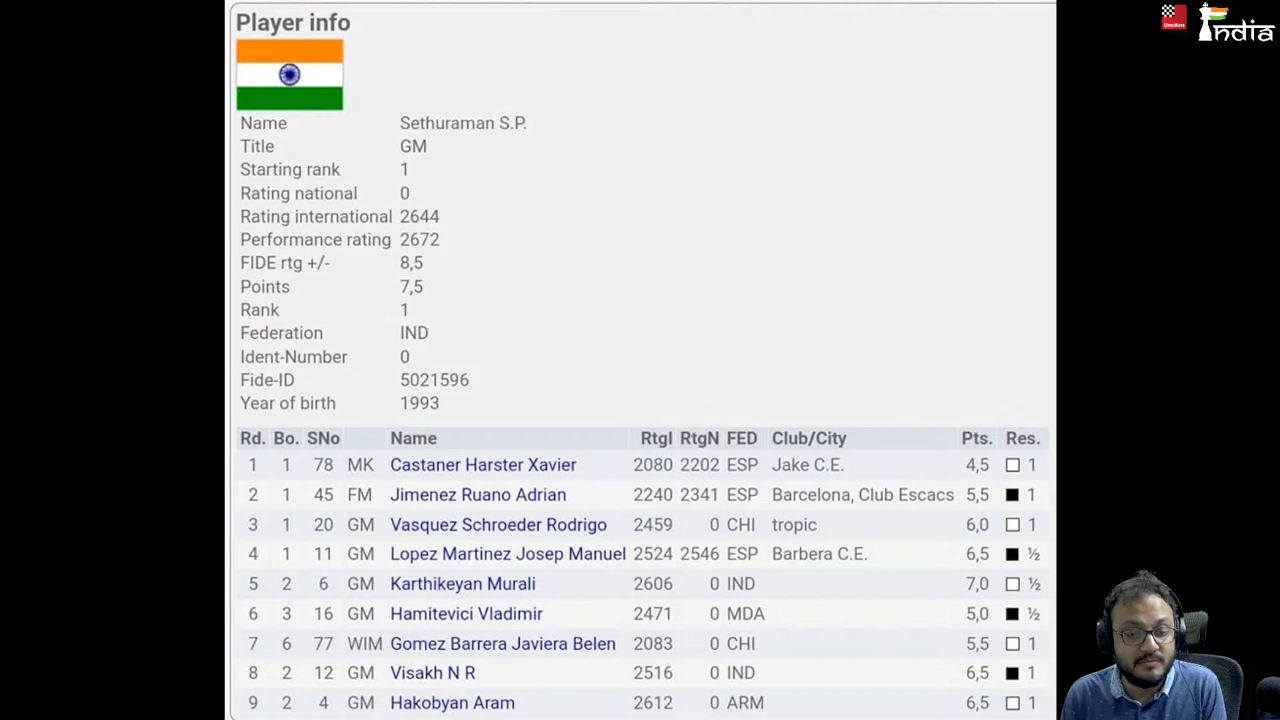 Player info
ChessBase
India
Name Sethuraman S.P.
Title GM
Starting rank 1
Rating national 0
Rating international 2644
Performance rating 2672
FIDE rtg +/- 8,5
Points 7,5
Rank 1
Federation IND
Ident-Number 0
Fide-ID 5021596
Year of birth 1993
Rd. Bo. SNo Name RtgI RtgN FED Club/City Pts. Res.
1 1 78 MK Castaner Harster Xavier 2080 2202 ESP Jake C.E. 4,5 1
2 1 45 FM Jimenez Ruano Adrian 2240 2341 ESP Barcelona, Club Escacs 5,5 1
3 1 20 GM Vasquez Schroeder Rodrigo 2459 0 CHI tropic 6,0 1
4 1 11 GM Lopez Martinez Josep Manuel 2524 2546 ESP Barbera C.E. 6,5 ½
5 2 6 GM Karthikeyan Murali 2606 0 IND 7,0 ½
6 3 16 GM Hamitevici Vladimir 2471 0 MDA 5,0 ½
7 6 77 WIM Gomez Barrera Javiera Belen 2083 0 CHI 5,5 1
8 2 12 GM Visakh N R 2516 0 IND 6,5 1
9 2 4 GM Hakobyan Aram 2612 0 ARM 6,5 1